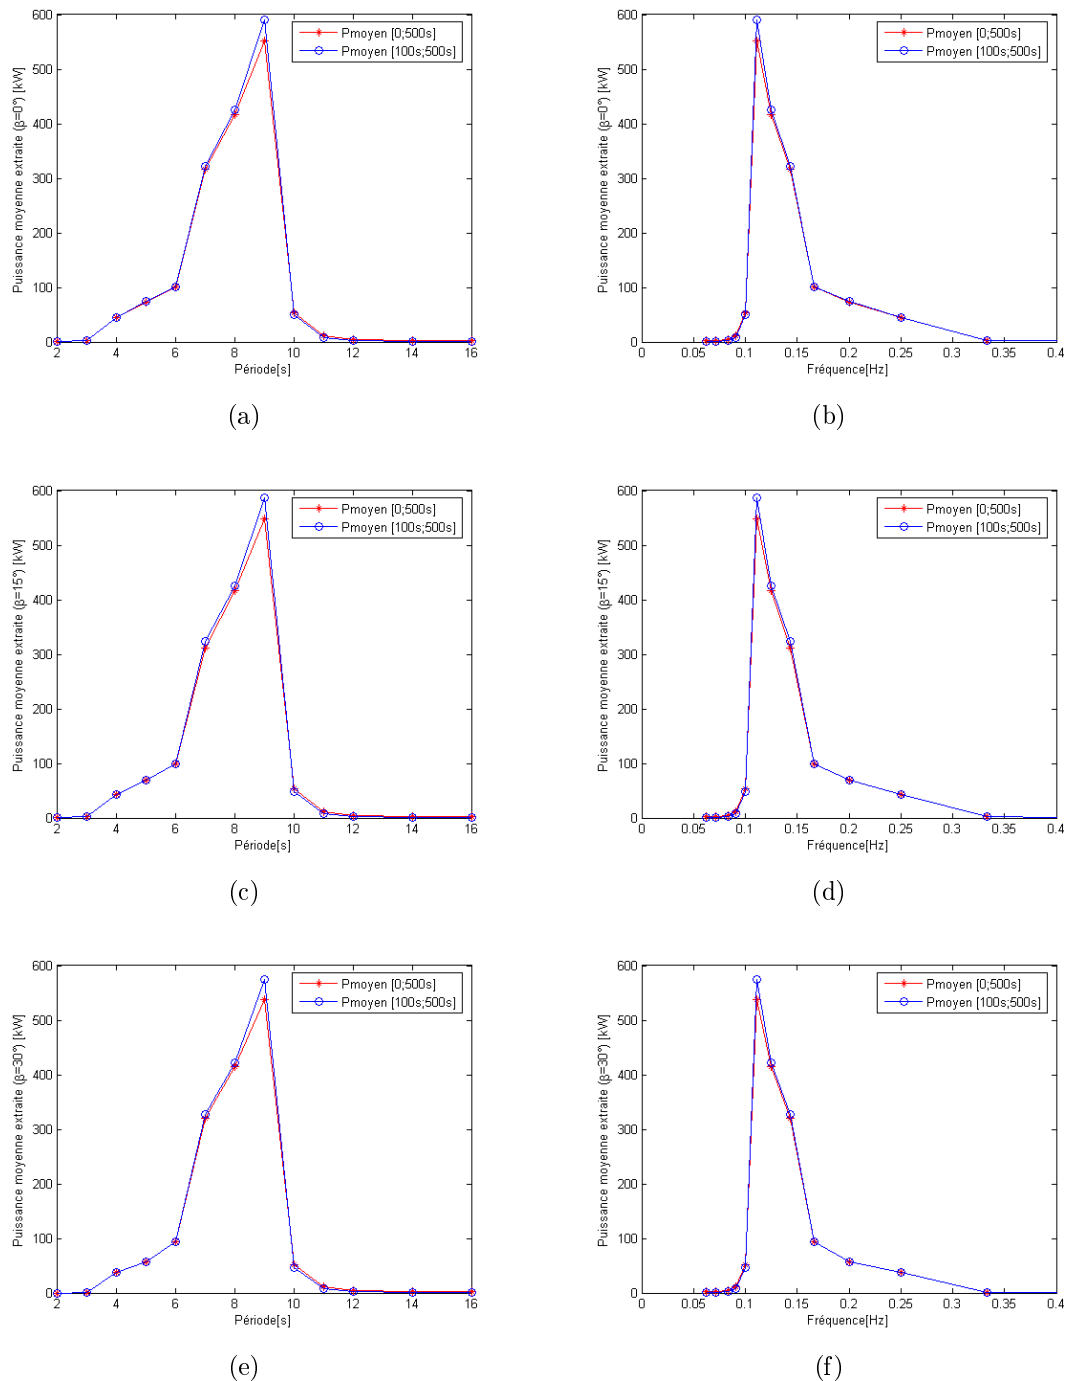 Puissance moyenne extraite (β=0°) [kW]
600
500
400
300
200
100
0
2 4 6 8 10 12 14 16
Période[s]
Pmoyen [0;500s]
Pmoyen [100s;500s]
(a)
Puissance moyenne extraite (β=0°) [kW]
600
500
400
300
200
100
0
0 0.05 0.1 0.15 0.2 0.25 0.3 0.35 0.4
Fréquence[Hz]
Pmoyen [0;500s]
Pmoyen [100s;500s]
(b)
Puissance moyenne extraite (β=15°) [kW]
600
500
400
300
200
100
0
2 4 6 8 10 12 14 16
Période[s]
Pmoyen [0;500s]
Pmoyen [100s;500s]
(c)
Puissance moyenne extraite (β=15°) [kW]
600
500
400
300
200
100
0
0 0.05 0.1 0.15 0.2 0.25 0.3 0.35 0.4
Fréquence[Hz]
Pmoyen [0;500s]
Pmoyen [100s;500s]
(d)
Puissance moyenne extraite (β=30°) [kW]
600
500
400
300
200
100
0
2 4 6 8 10 12 14 16
Période[s]
Pmoyen [0;500s]
Pmoyen [100s;500s]
(e)
Puissance moyenne extraite (β=30°) [kW]
600
500
400
300
200
100
0
0 0.05 0.1 0.15 0.2 0.25 0.3 0.35 0.4
Fréquence[Hz]
Pmoyen [0;500s]
Pmoyen [100s;500s]
(f)